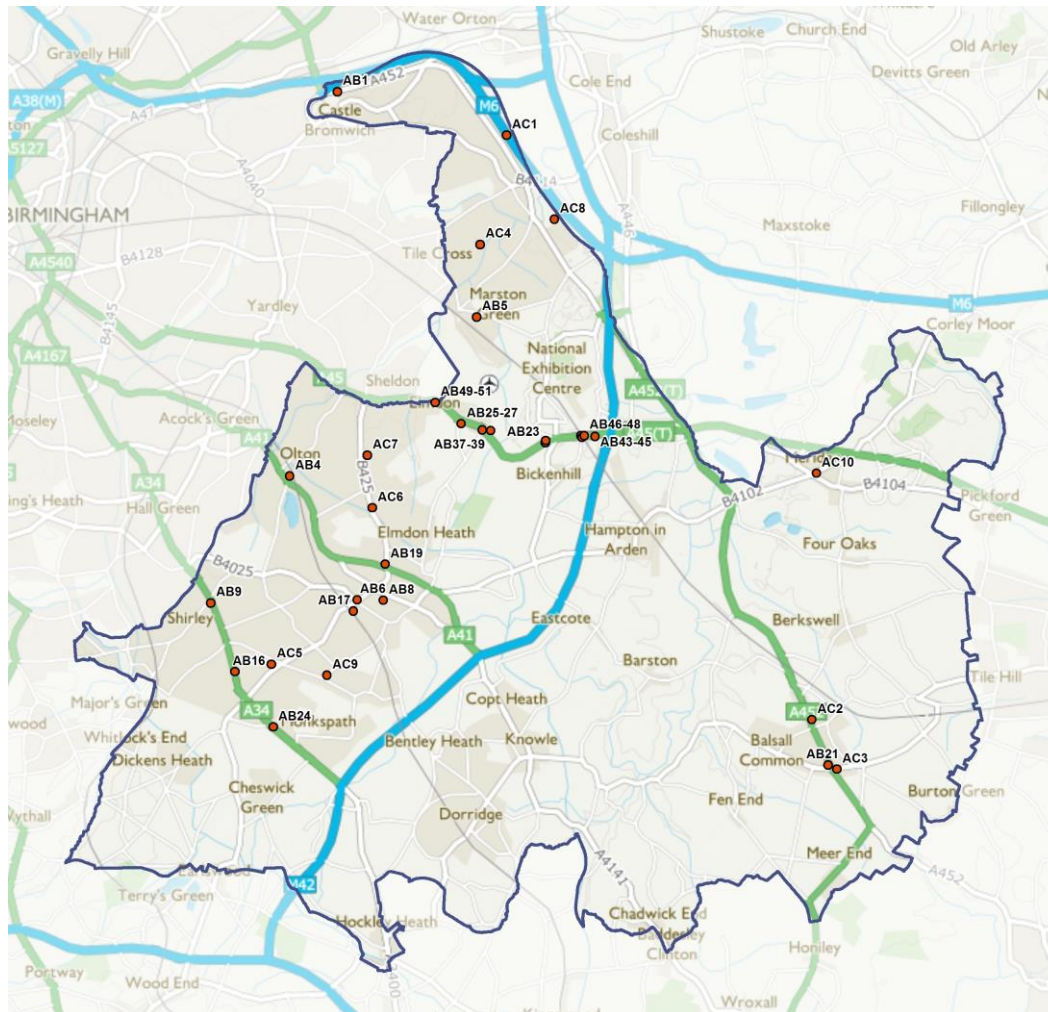 Water Orton
Shustoke
Church End
Gravelly Hill
Old Arley
Devitts Green
Cole End
A452
AB1
A38(M)
A47
Castle
Bromwich
M6
AC1
Coleshill
A4040
BIRMINGHAM
AC8
A446
Maxstoke
Fillongley
AC4
Tile Cross
B4128
A4540
Yardley
Marston
Green
AB5
M6
B4145
Corley Moor
National
Exhibition
Centre
A4167
A45
Sheldon
A452(T)
AB49-51
Moseley
Acock's Green
AB25-27
AB46-48
AB23
AB37-39
AB43-45
A41
AC7
Olton
AB4
B425
Bickenhill
AC10
B4102
B4104
A34
Hall Green
Pickford
Green
AC6
Elmdon Heath
Hampton in
Arden
Four Oaks
AB19
B4025
AB6
AB8
AB17
AB9
Shirley
Eastcote
Berkswell
A41
AC5
AB16
AC9
Barston
Tile Hill
Major's Green
Copt Heath
A34
AB24
Monkspath
AC2
Whitlock's End
Bentley Heath
Knowle
Dickens Heath
Balsall
Common
AB21
AC3
Cheswick
Green
Fen End
Burton Green
Dorridge
Meer End
A4141
A452
M42
Terry's Green
Chadwick End
Hockley Heath
Baddesley
Clinton
Honiley
Portway
Wood End
Wroxall